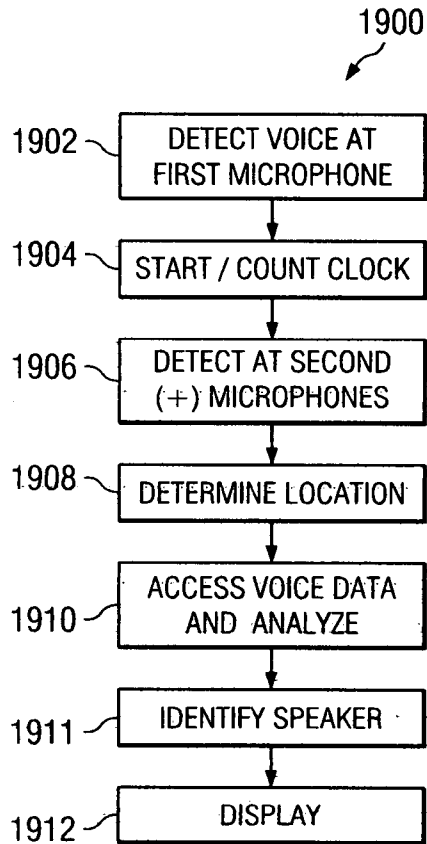 1900
1902
DETECT VOICE AT
FIRST MICROPHONE
1904
START / COUNT CLOCK
1906
DETECT AT SECOND
(+) MICROPHONES
1908
DETERMINE LOCATION
1910
ACCESS VOICE DATA
AND ANALYZE
1911
IDENTIFY SPEAKER
1912
DISPLAY